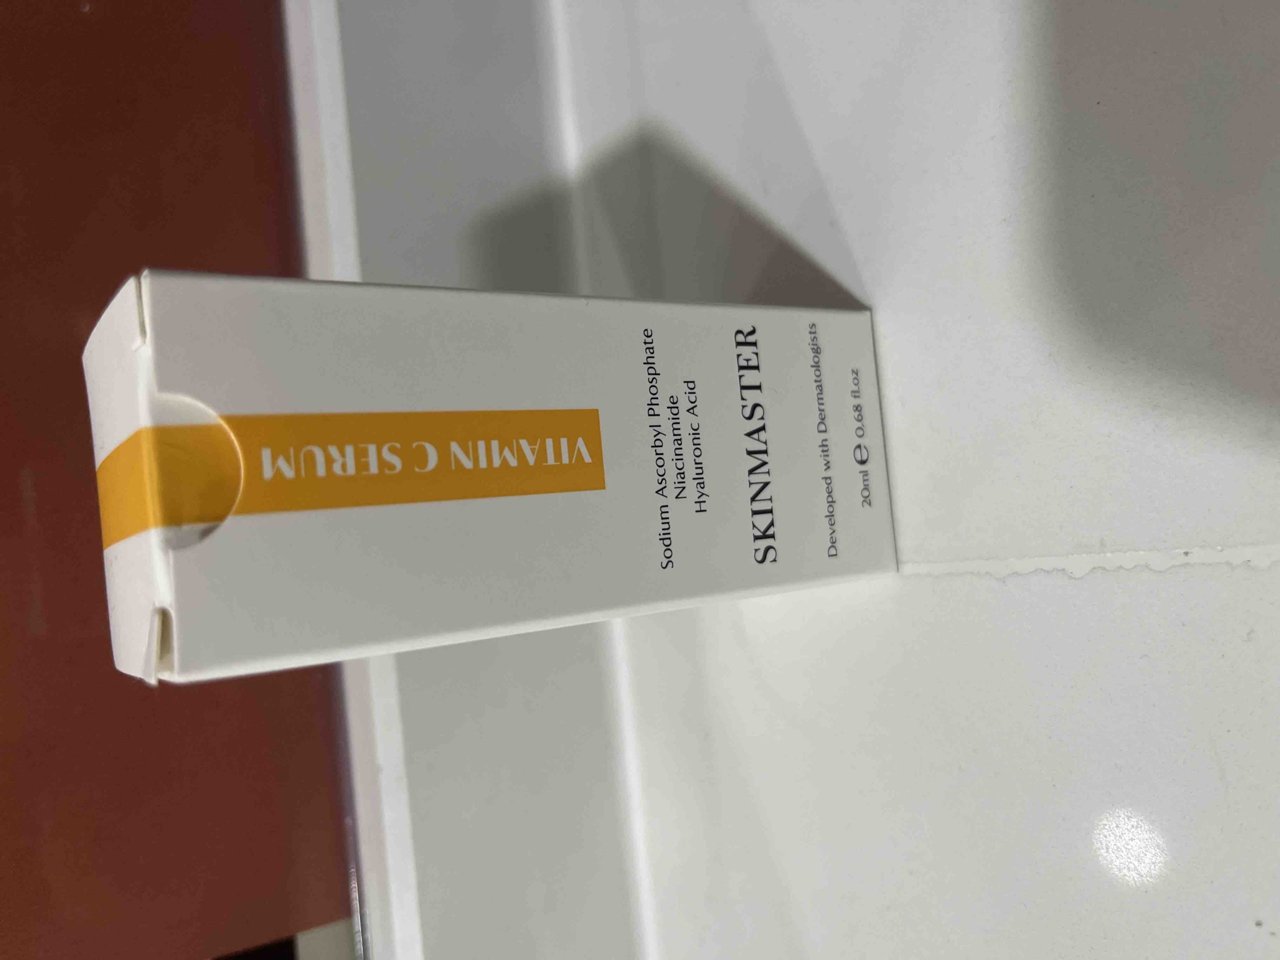 VITAMIN C SERUM
Sodium Ascorbyl Phosphate
Niacinamide
Hyaluronic Acid
SKINMASTER
Developed with Dermatologists
20ml ℮ 0.68 fl.oz